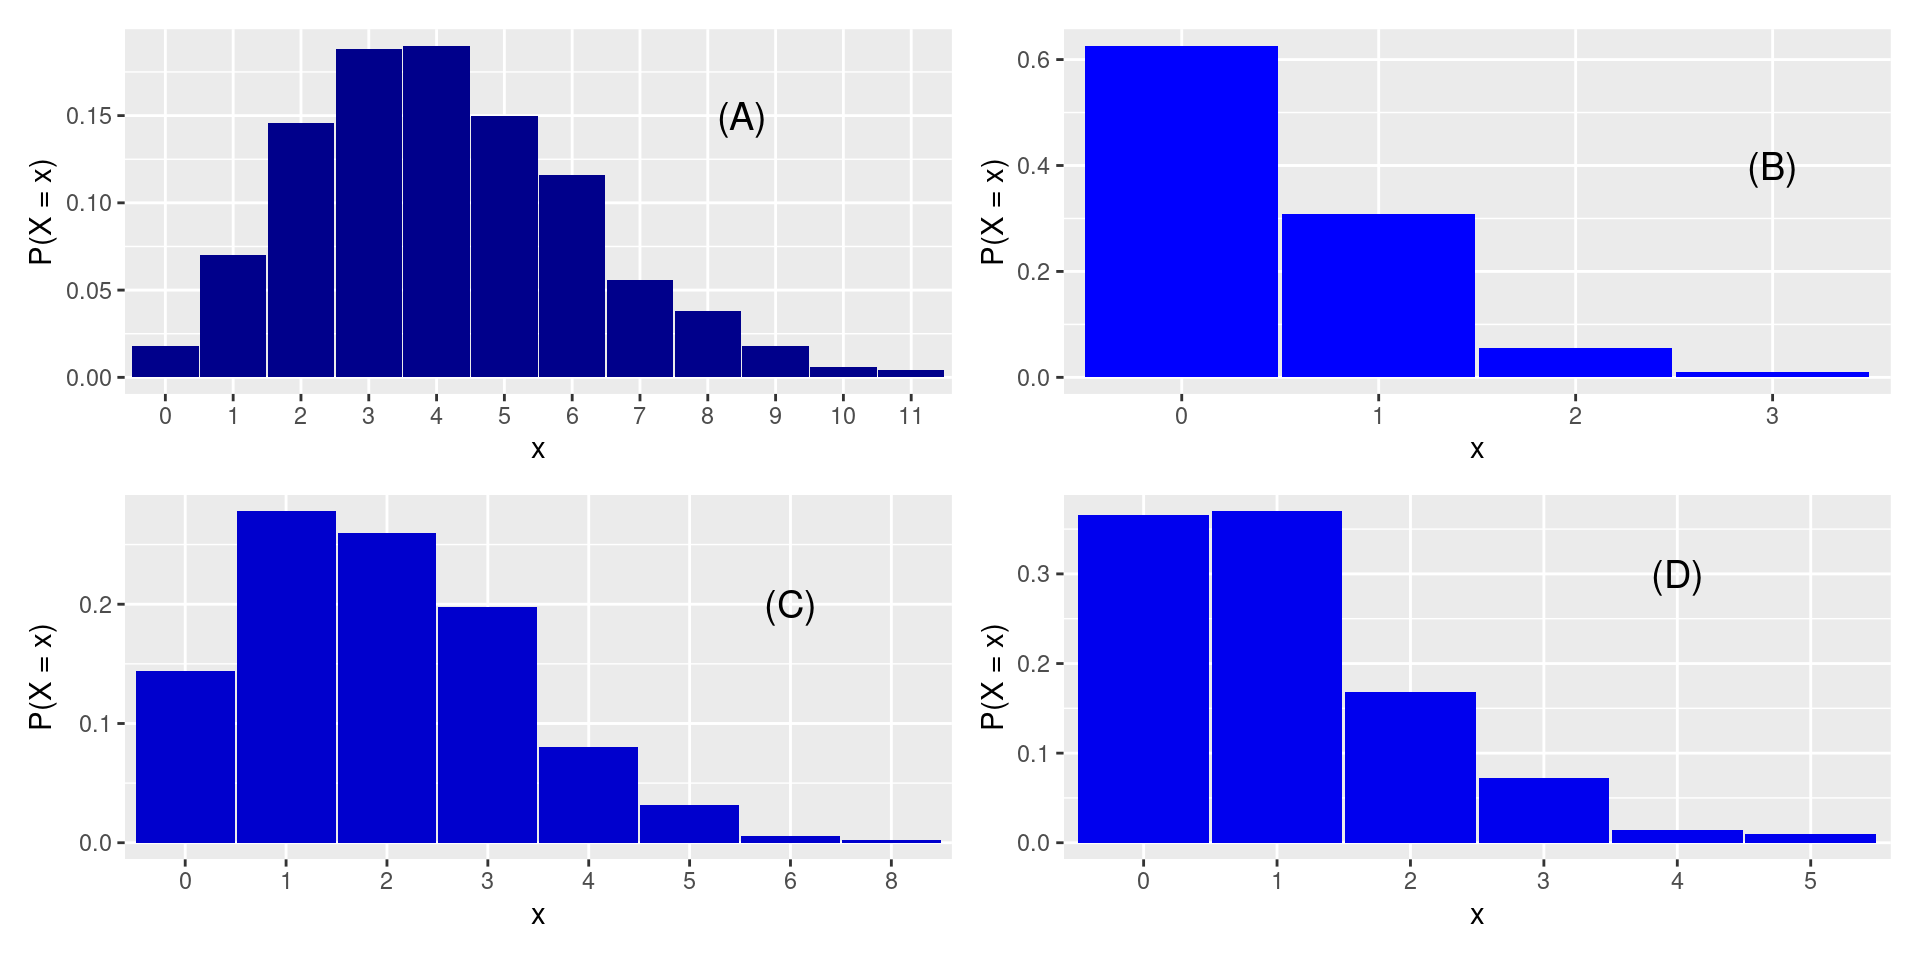 P(X = x)
0.15
0.10
0.05
0.00
(A)
0 1 2 3 4 5 6 7 8 9 10 11
x
P(X = x)
0.6
0.4
0.2
0.0
(B)
0 1 2 3
x
P(X = x)
0.2
0.1
0.0
(C)
0 1 2 3 4 5 6 8
x
P(X = x)
0.3
0.2
0.1
0.0
(D)
0 1 2 3 4 5
x